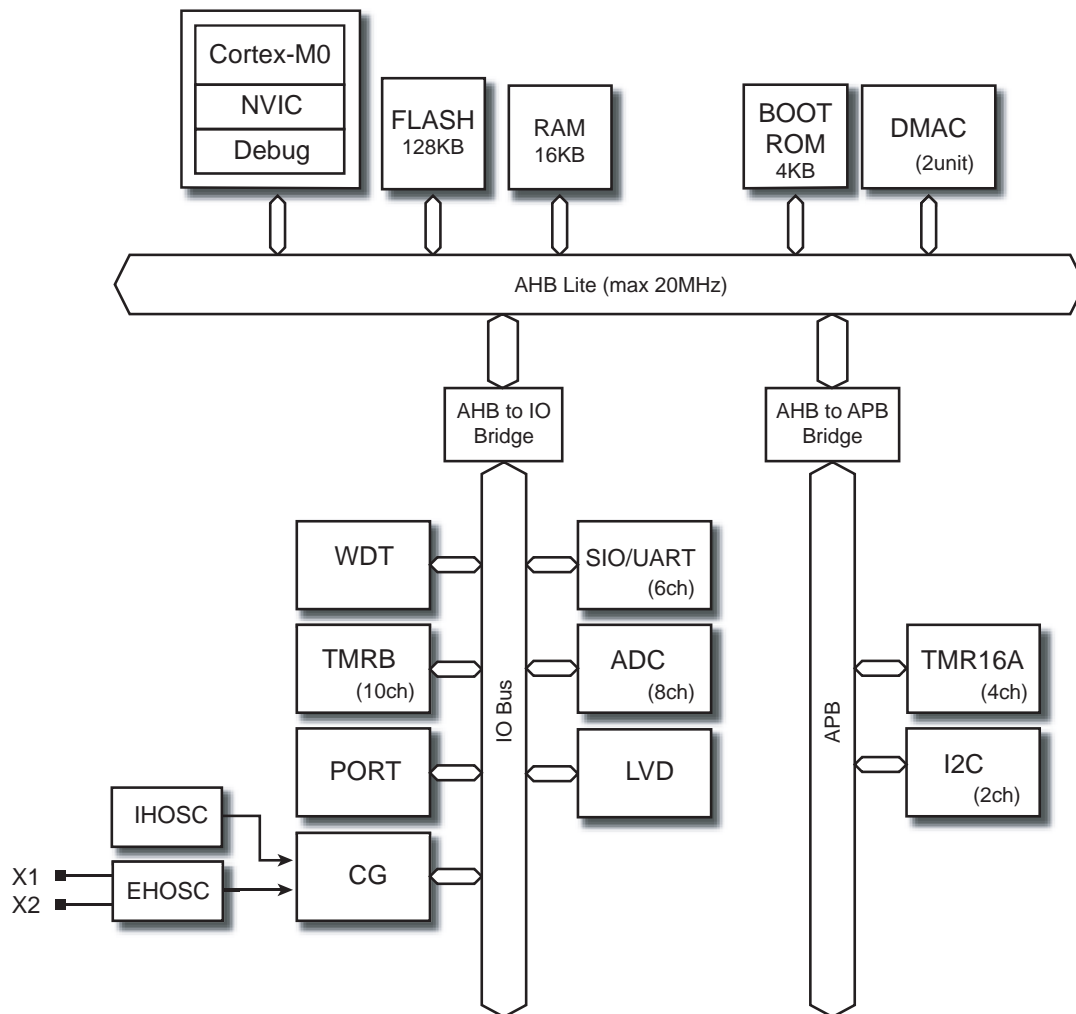 Cortex-M0
NVIC
Debug
FLASH
128KB
RAM
16KB
BOOT
ROM
4KB
DMAC
(2unit)
AHB Lite (max 20MHz)
AHB to IO
Bridge
AHB to APB
Bridge
WDT
SIO/UART
(6ch)
TMRB
(10ch)
ADC
(8ch)
IO Bus
APB
TMR16A
(4ch)
PORT
LVD
I2C
(2ch)
IHOSC
CG
X1
X2
EHOSC